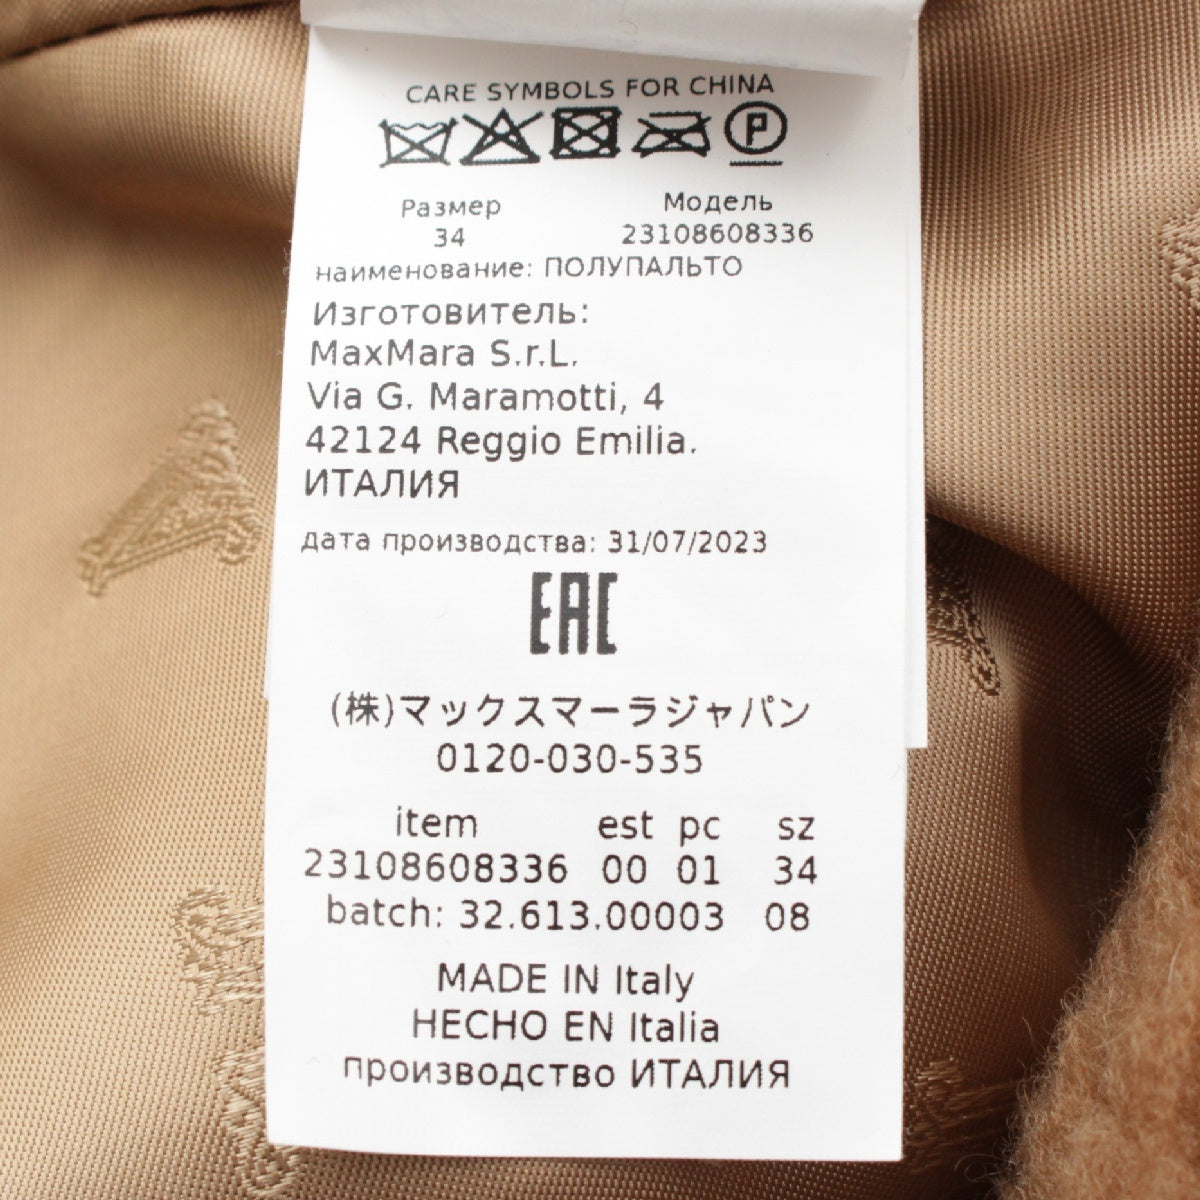 CARE SYMBOLS FOR CHINA
P
Размер Модель
34 23108608336
наименование: ПОЛУПАЛЬТО
Изготовитель:
MaxMara S.r.L.
Via G. Maramotti, 4
42124 Reggio Emilia.
ИТАЛИЯ
дата производства: 31/07/2023
EAC
(株)マックスマーラジャパン
0120-030-535
item est pc sz
23108608336 00 01 34
batch: 32.613.00003 08
MADE IN Italy
HECHO EN Italia
производство ИТАЛИЯ